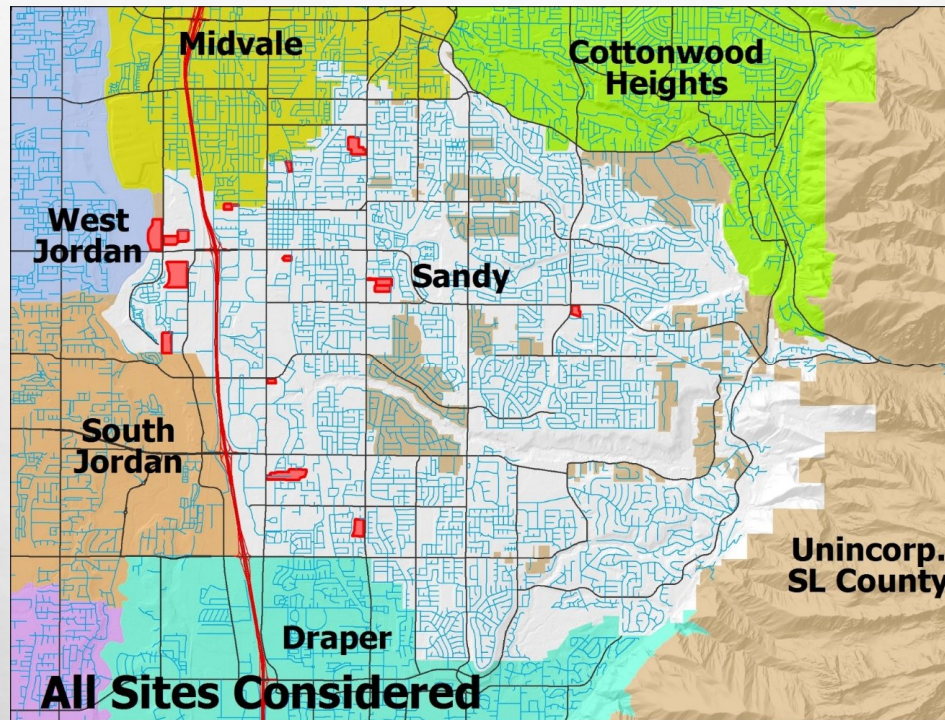 Midvale
Cottonwood
Heights
West
Jordan
Sandy
South
Jordan
Unincorp.
SL County
Draper
All Sites Considered